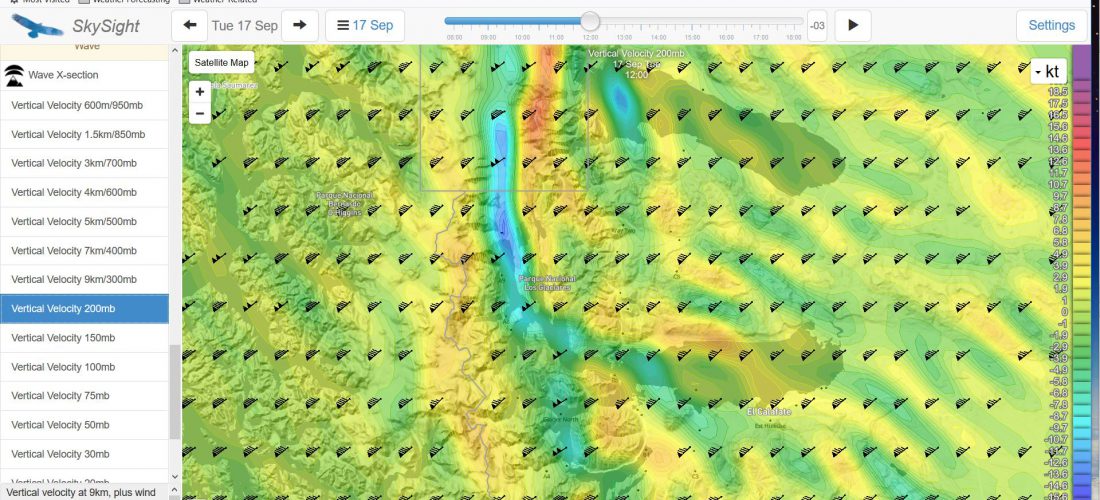 Most Visited Weather Forecasting Weather Related
SkySight
Tue 17 Sep
17 Sep
08:00 09:00 10:00 11:00 12:00 13:00 14:00 15:00 16:00 17:00 18:00
-03
Settings
Wave
Wave X-section
Vertical Velocity 600m/950mb
Vertical Velocity 1.5km/850mb
Vertical Velocity 3km/700mb
Vertical Velocity 4km/600mb
Vertical Velocity 5km/500mb
Vertical Velocity 7km/400mb
Vertical Velocity 9km/300mb
Vertical Velocity 200mb
Vertical Velocity 150mb
Vertical Velocity 100mb
Vertical Velocity 75mb
Vertical Velocity 50mb
Vertical Velocity 30mb
Vertical Velocity 20mb
Vertical velocity at 9km, plus wind
Satellite Map
+
−
Vertical Velocity 200mb
17 Sep
12:00
Parque Nacional
Bernardo
O'Higgins
Parque Nacional
Los Glaciares
El Calafate
kt
18.5
17.5
16.5
15.6
14.6
13.6
12.6
11.7
10.7
9.7
8.7
7.8
6.8
5.8
4.9
3.9
2.9
1.9
1
0
-1
-1.9
-2.9
-3.9
-4.9
-5.8
-6.8
-7.8
-8.7
-9.7
-10.7
-11.7
-12.6
-13.6
-14.6
-15.6